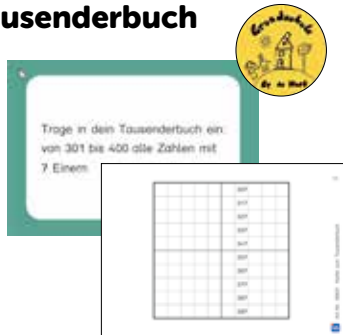 usenderbuch
Grundschule
Trage in dein Tausenderbuch ein:
von 301 bis 400 alle Zahlen mit
7 Einern.
307
317
327
337
347
357
367
377
387
397